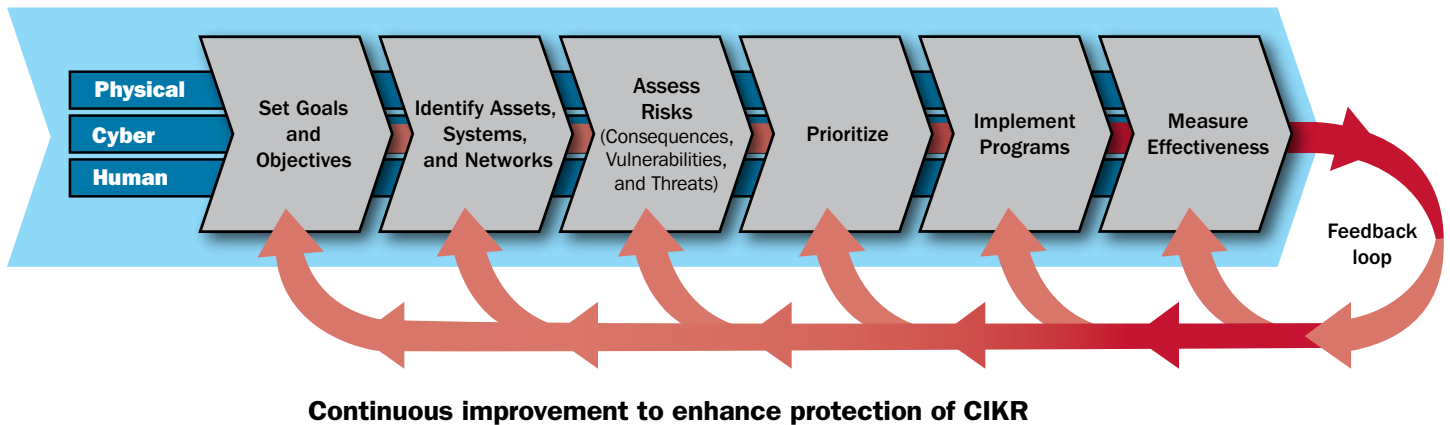 Physical
Cyber
Human
Set Goals
and
Objectives
Identify Assets,
Systems,
and Networks
Assess
Risks
(Consequences,
Vulnerabilities,
and Threats)
Prioritize
Implement
Programs
Measure
Effectiveness
Feedback
loop
Continuous improvement to enhance protection of CIKR